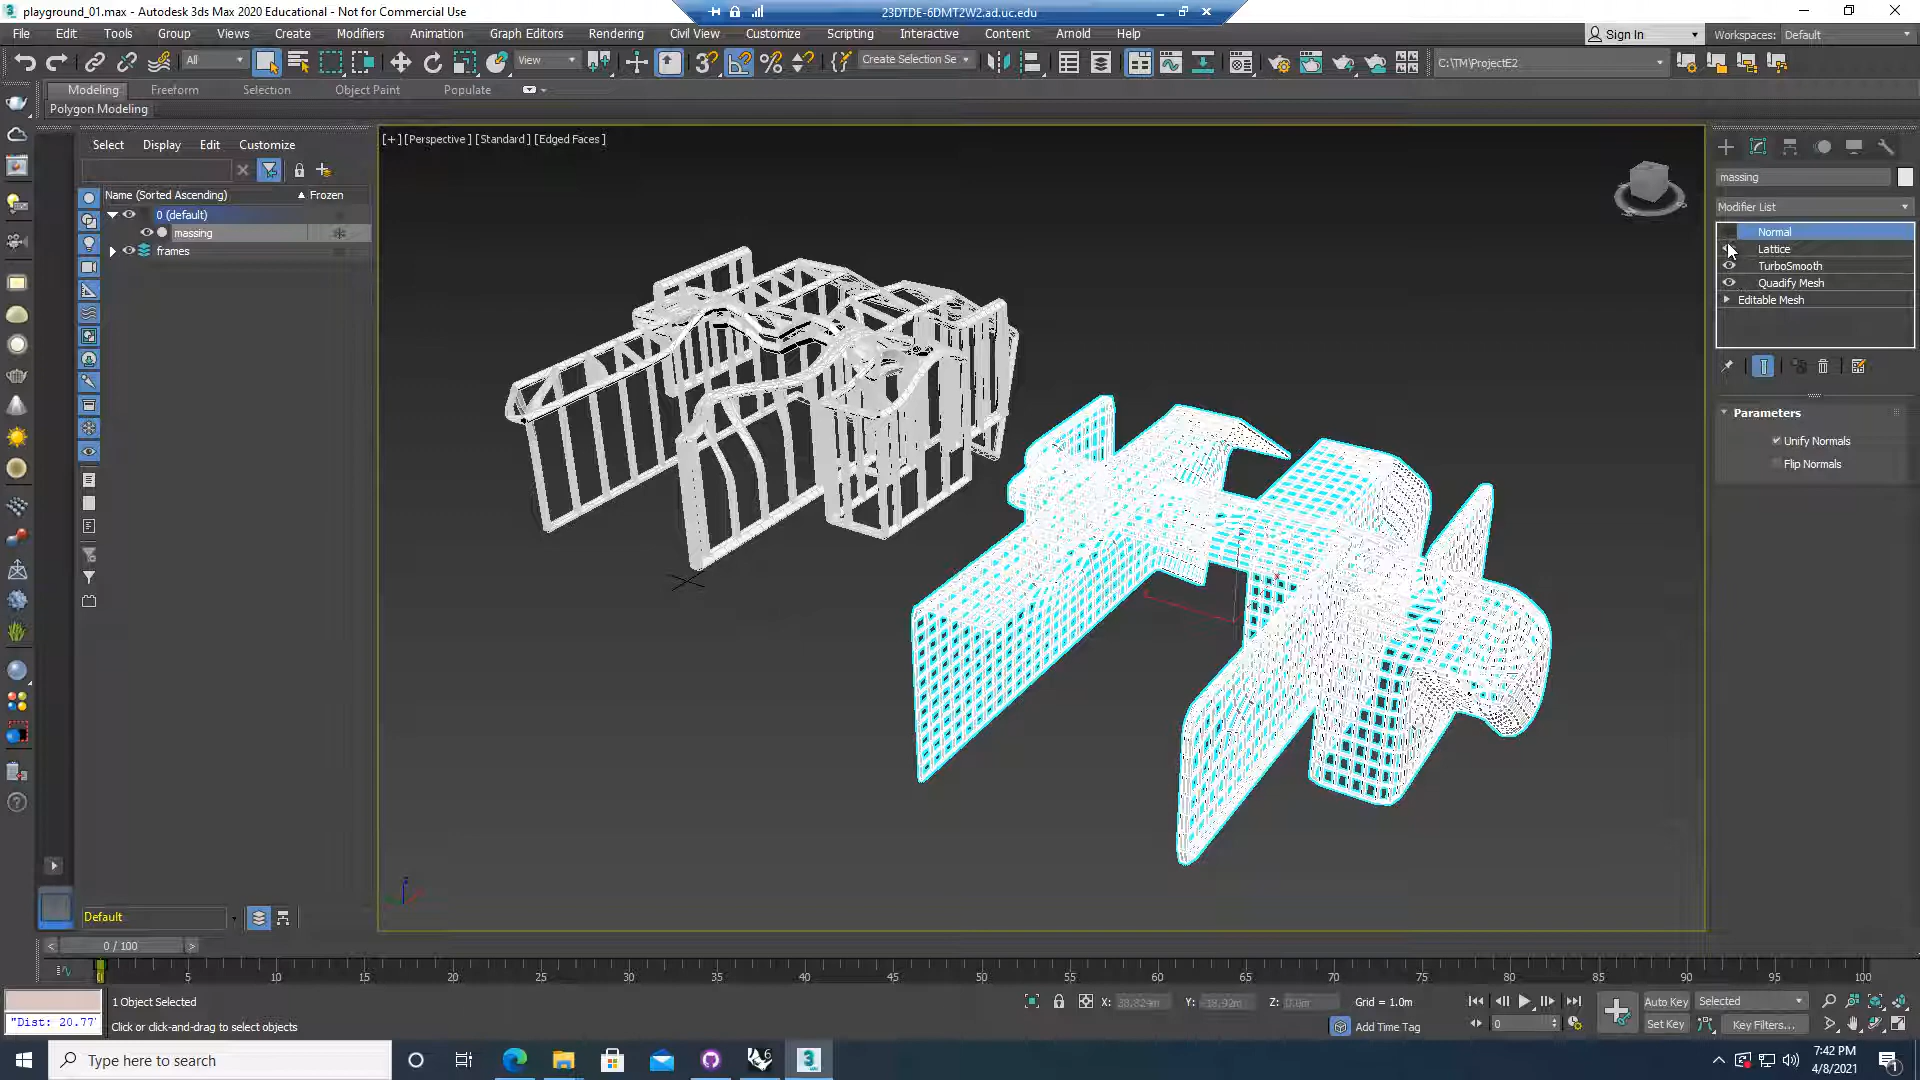 playground_01.max - Autodesk 3ds Max 2020 Educational - Not for Commercial Use
23DTDE-6DMT2W2.ad.uc.edu
File Edit Tools Group Views Create Modifiers Animation Graph Editors Rendering Civil View Customize Scripting Interactive Content Arnold Help
Sign In
Workspaces: Default
All
View
Create Selection Se
C:\TM\ProjectE2
Modeling Freeform Selection Object Paint Populate
Polygon Modeling
Select Display Edit Customize
Name (Sorted Ascending)
Frozen
0 (default)
massing
frames
[+] [Perspective ] [Standard ] [Edged Faces ]
massing
Modifier List
Normal
Lattice
TurboSmooth
Quadify Mesh
Editable Mesh
Parameters
Unify Normals
Flip Normals
Default
0 / 100
0 5 10 15 20 25 30 35 40 45 50 55 60 65 70 75 80 85 90 95 100
1 Object Selected
X: 38.829m Y: -18.92m Z: 0.0m
Grid = 1.0m
Auto Key Selected
"Dist: 20.77'
Click or click-and-drag to select objects
Add Time Tag
0
Set Key
Key Filters...
Type here to search
7:42 PM
4/8/2021